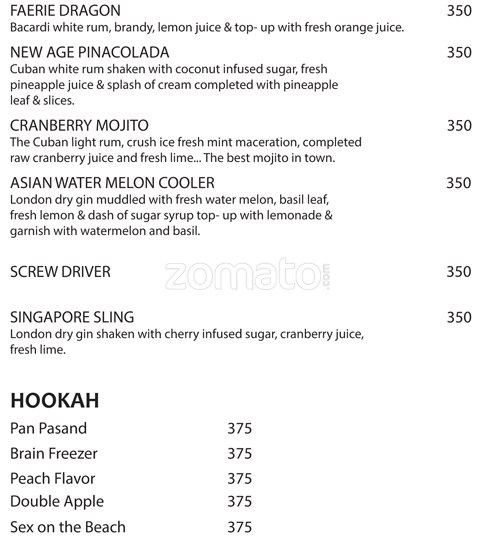 FAERIE DRAGON 350
Bacardi white rum, brandy, lemon juice & top- up with fresh orange juice.
NEW AGE PINACOLADA 350
Cuban white rum shaken with coconut infused sugar, fresh
pineapple juice & splash of cream completed with pineapple
leaf & slices.
CRANBERRY MOJITO 350
The Cuban light rum, crush ice fresh mint maceration, completed
raw cranberry juice and fresh lime... The best mojito in town.
ASIAN WATER MELON COOLER 350
London dry gin muddled with fresh water melon, basil leaf,
fresh lemon & dash of sugar syrup top- up with lemonade &
garnish with watermelon and basil.
SCREW DRIVER zomato.com 350
SINGAPORE SLING 350
London dry gin shaken with cherry infused sugar, cranberry juice,
fresh lime.
HOOKAH
Pan Pasand 375
Brain Freezer 375
Peach Flavor 375
Double Apple 375
Sex on the Beach 375